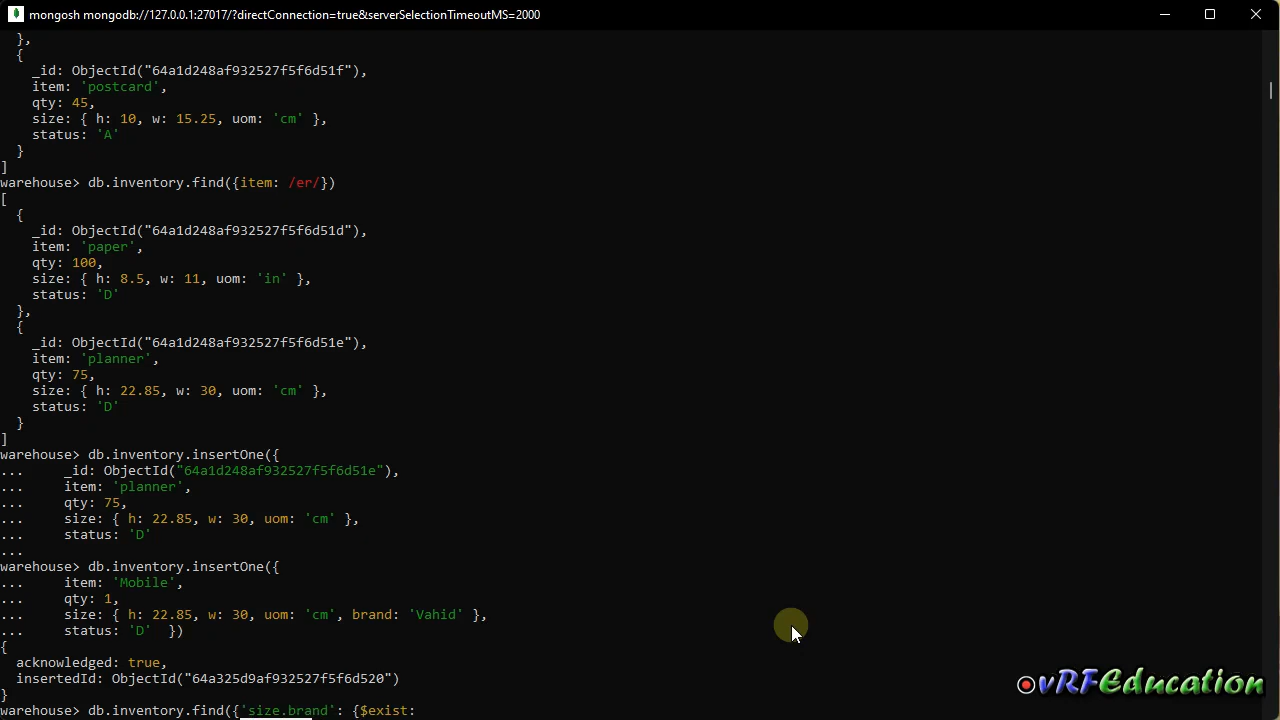 mongosh mongodb://127.0.0.1:27017/?directConnection=true&serverSelectionTimeoutMS=2000
  },
  {
    _id: ObjectId("64a1d248af932527f5f6d51f"),
    item: 'postcard',
    qty: 45,
    size: { h: 10, w: 15.25, uom: 'cm' },
    status: 'A'
  }
]
warehouse> db.inventory.find({item: /er/})
[
  {
    _id: ObjectId("64a1d248af932527f5f6d51d"),
    item: 'paper',
    qty: 100,
    size: { h: 8.5, w: 11, uom: 'in' },
    status: 'D'
  },
  {
    _id: ObjectId("64a1d248af932527f5f6d51e"),
    item: 'planner',
    qty: 75,
    size: { h: 22.85, w: 30, uom: 'cm' },
    status: 'D'
  }
]
warehouse> db.inventory.insertOne({
...     _id: ObjectId("64a1d248af932527f5f6d51e"),
...     item: 'planner',
...     qty: 75,
...     size: { h: 22.85, w: 30, uom: 'cm' },
...     status: 'D'
...
warehouse> db.inventory.insertOne({
...     item: 'Mobile',
...     qty: 1,
...     size: { h: 22.85, w: 30, uom: 'cm', brand: 'Vahid' },
...     status: 'D'  })
{
  acknowledged: true,
  insertedId: ObjectId("64a325d9af932527f5f6d520")
}
vRFEducation
warehouse> db.inventory.find({'size.brand': {$exist: